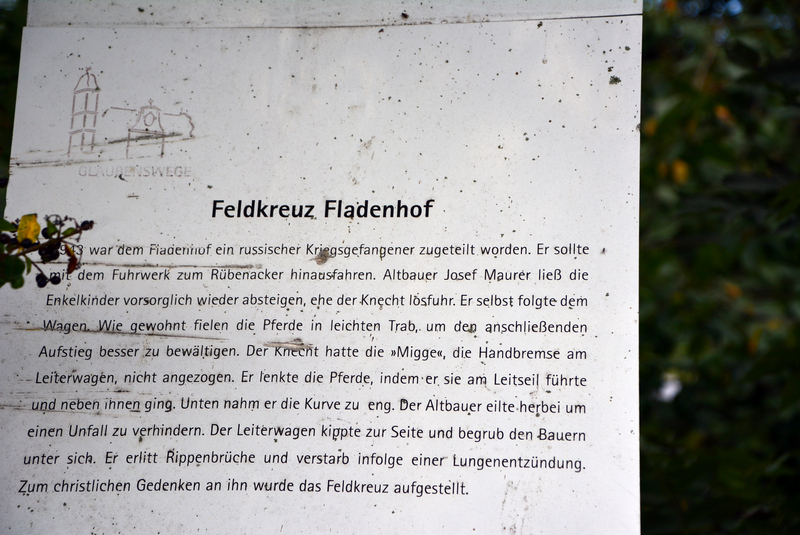 GLAUBENSWEGE
Feldkreuz Fladenhof
war dem Fladenhof ein russischer Kriegsgefangener zugeteilt worden. Er sollte
mit dem Fuhrwerk zum Rübenacker hinausfahren. Altbauer Josef Maurer ließ die
Enkelkinder vorsorglich wieder absteigen, ehe der Knecht losfuhr. Er selbst folgte dem
Wagen. Wie gewohnt fielen die Pferde in leichten Trab, um den anschließenden
Aufstieg besser zu bewältigen. Der Knecht hatte die »Migge«, die Handbremse am
Leiterwagen, nicht angezogen. Er lenkte die Pferde, indem er sie am Leitseil führte
und neben ihnen ging. Unten nahm er die Kurve zu eng. Der Altbauer eilte herbei um
einen Unfall zu verhindern. Der Leiterwagen kippte zur Seite und begrub den Bauern
unter sich. Er erlitt Rippenbrüche und verstarb infolge einer Lungenentzündung.
Zum christlichen Gedenken an ihn wurde das Feldkreuz aufgestellt.